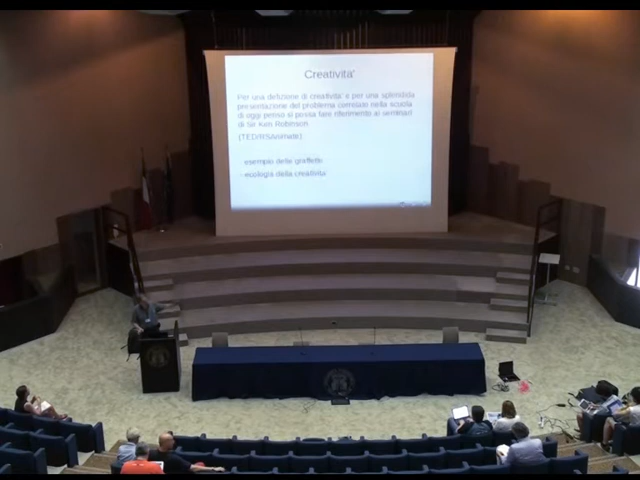 Creativita'
Per una defizione di creativita' e per una splendida
presentazione del problema correlato nella scuola
di oggi penso si possa fare riferimento ai seminari
di Sir Ken Robinson
(TED/RSAnimate)
esempio delle graffette
- ecologia della creativita'